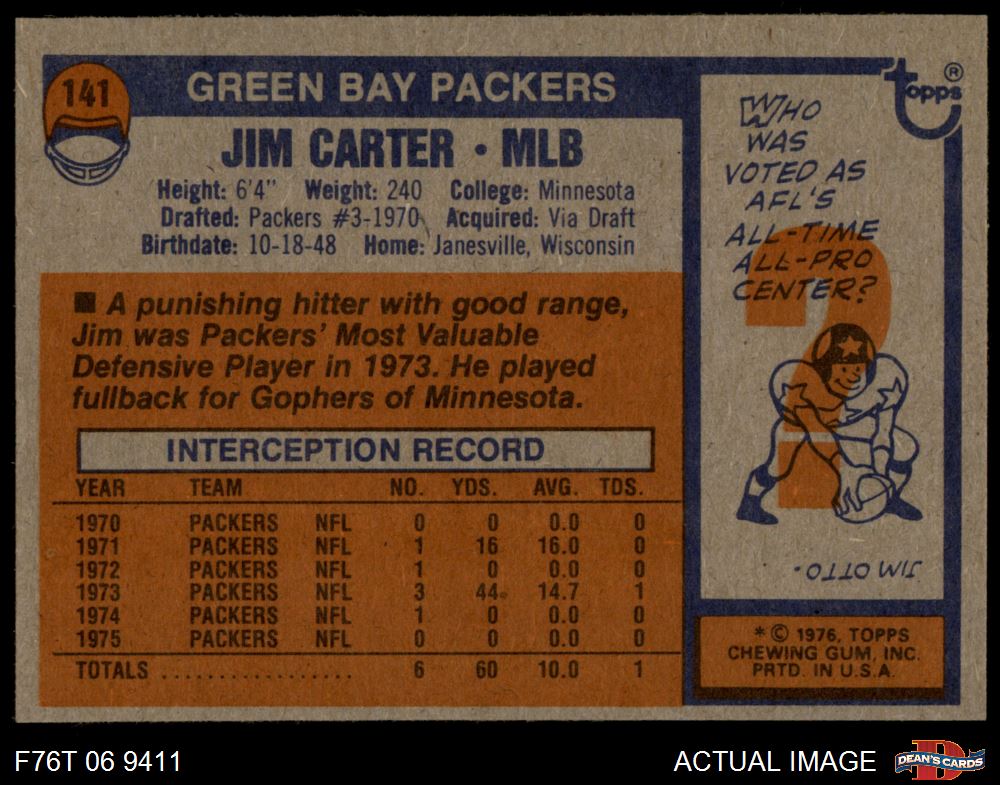 141
GREEN BAY PACKERS
JIM CARTER • MLB
Height: 6'4" Weight: 240 College: Minnesota
Drafted: Packers #3-1970 Acquired: Via Draft
Birthdate: 10-18-48 Home: Janesville, Wisconsin
■ A punishing hitter with good range,
Jim was Packers' Most Valuable
Defensive Player in 1973. He played
fullback for Gophers of Minnesota.
INTERCEPTION RECORD
YEAR TEAM NO. YDS. AVG. TDS.
1970 PACKERS NFL 0 0 0.0 0
1971 PACKERS NFL 1 16 16.0 0
1972 PACKERS NFL 1 0 0.0 0
1973 PACKERS NFL 3 44 14.7 1
1974 PACKERS NFL 1 0 0.0 0
1975 PACKERS NFL 0 0 0.0 0
TOTALS ................. 6 60 10.0 1
topps ®
WHO
WAS
VOTED AS
AFL'S
ALL-TIME
ALL-PRO
CENTER?
?
JIM OTTO.
* © 1976, TOPPS
CHEWING GUM, INC.
PRTD. IN U.S.A.
F76T 06 9411
ACTUAL IMAGE
D
DEAN'S CARDS